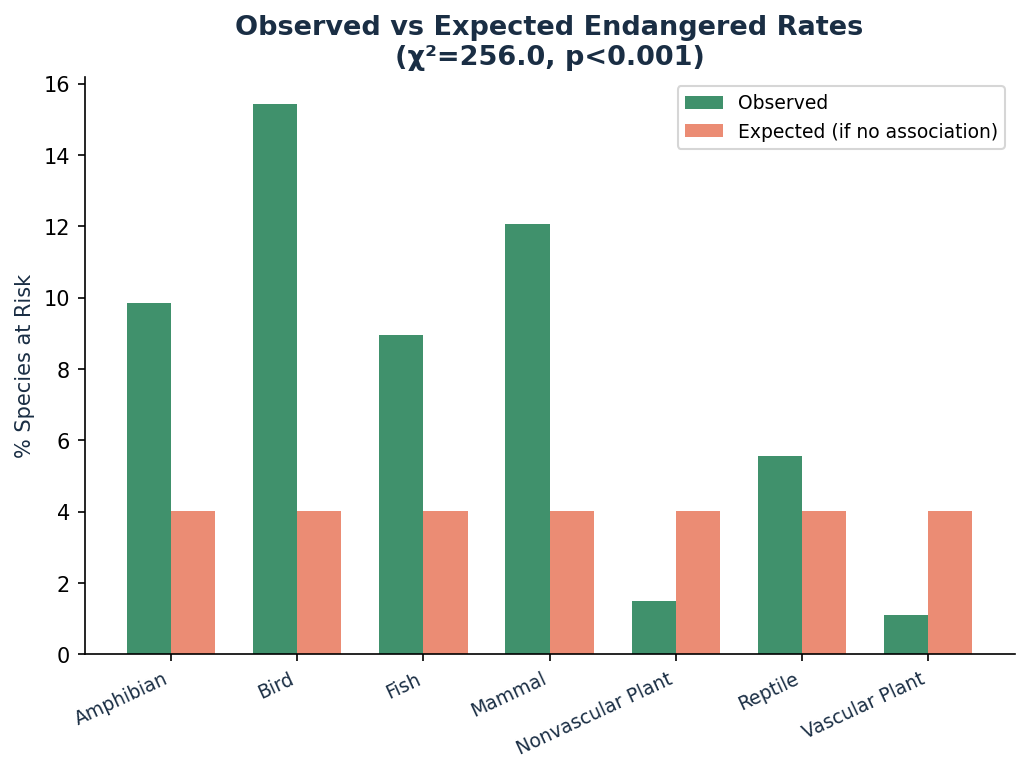 Observed vs Expected Endangered Rates
(χ²=256.0, p<0.001)
Observed
Expected (if no association)
% Species at Risk
16
14
12
10
8
6
4
2
0
Amphibian
Bird
Fish
Mammal
Nonvascular Plant
Reptile
Vascular Plant